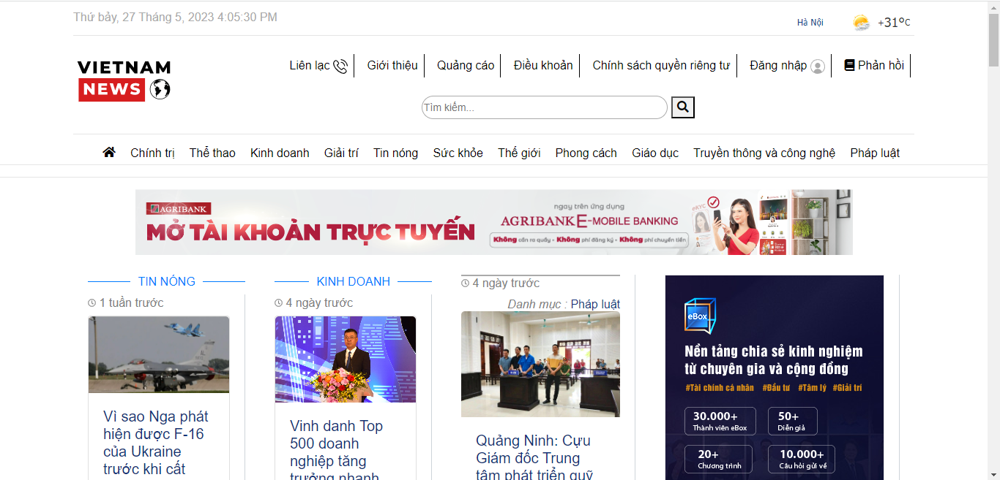 Thứ bảy, 27 Tháng 5, 2023 4:05:30 PM
Hà Nội
+31°C
VIETNAM
NEWS
Liên lạc
Giới thiệu
Quảng cáo
Điều khoản
Chính sách quyền riêng tư
Đăng nhập
Phản hồi
Tìm kiếm...
Chính trị
Thể thao
Kinh doanh
Giải trí
Tin nóng
Sức khỏe
Thế giới
Phong cách
Giáo dục
Truyền thông và công nghệ
Pháp luật
AGRIBANK
MỞ TÀI KHOẢN TRỰC TUYẾN
ngay trên ứng dụng
AGRIBANK E-MOBILE BANKING
Không cần ra quầy - Không phí đăng ký - Không phí chuyển tiền
eKYC
TIN NÓNG
1 tuần trước
Vì sao Nga phát
hiện được F-16
của Ukraine
trước khi cất
KINH DOANH
4 ngày trước
Vinh danh Top
500 doanh
nghiệp tăng
trưởng nhanh
4 ngày trước
Danh mục : Pháp luật
Quảng Ninh: Cựu
Giám đốc Trung
tâm phát triển quỹ
eBox
Nền tảng chia sẻ kinh nghiệm
từ chuyên gia và cộng đồng
#Tài chính cá nhân #Đầu tư #Tâm lý #Giải trí
30.000+
Thành viên eBox
50+
Diễn giả
20+
Chương trình
10.000+
Câu hỏi gửi về